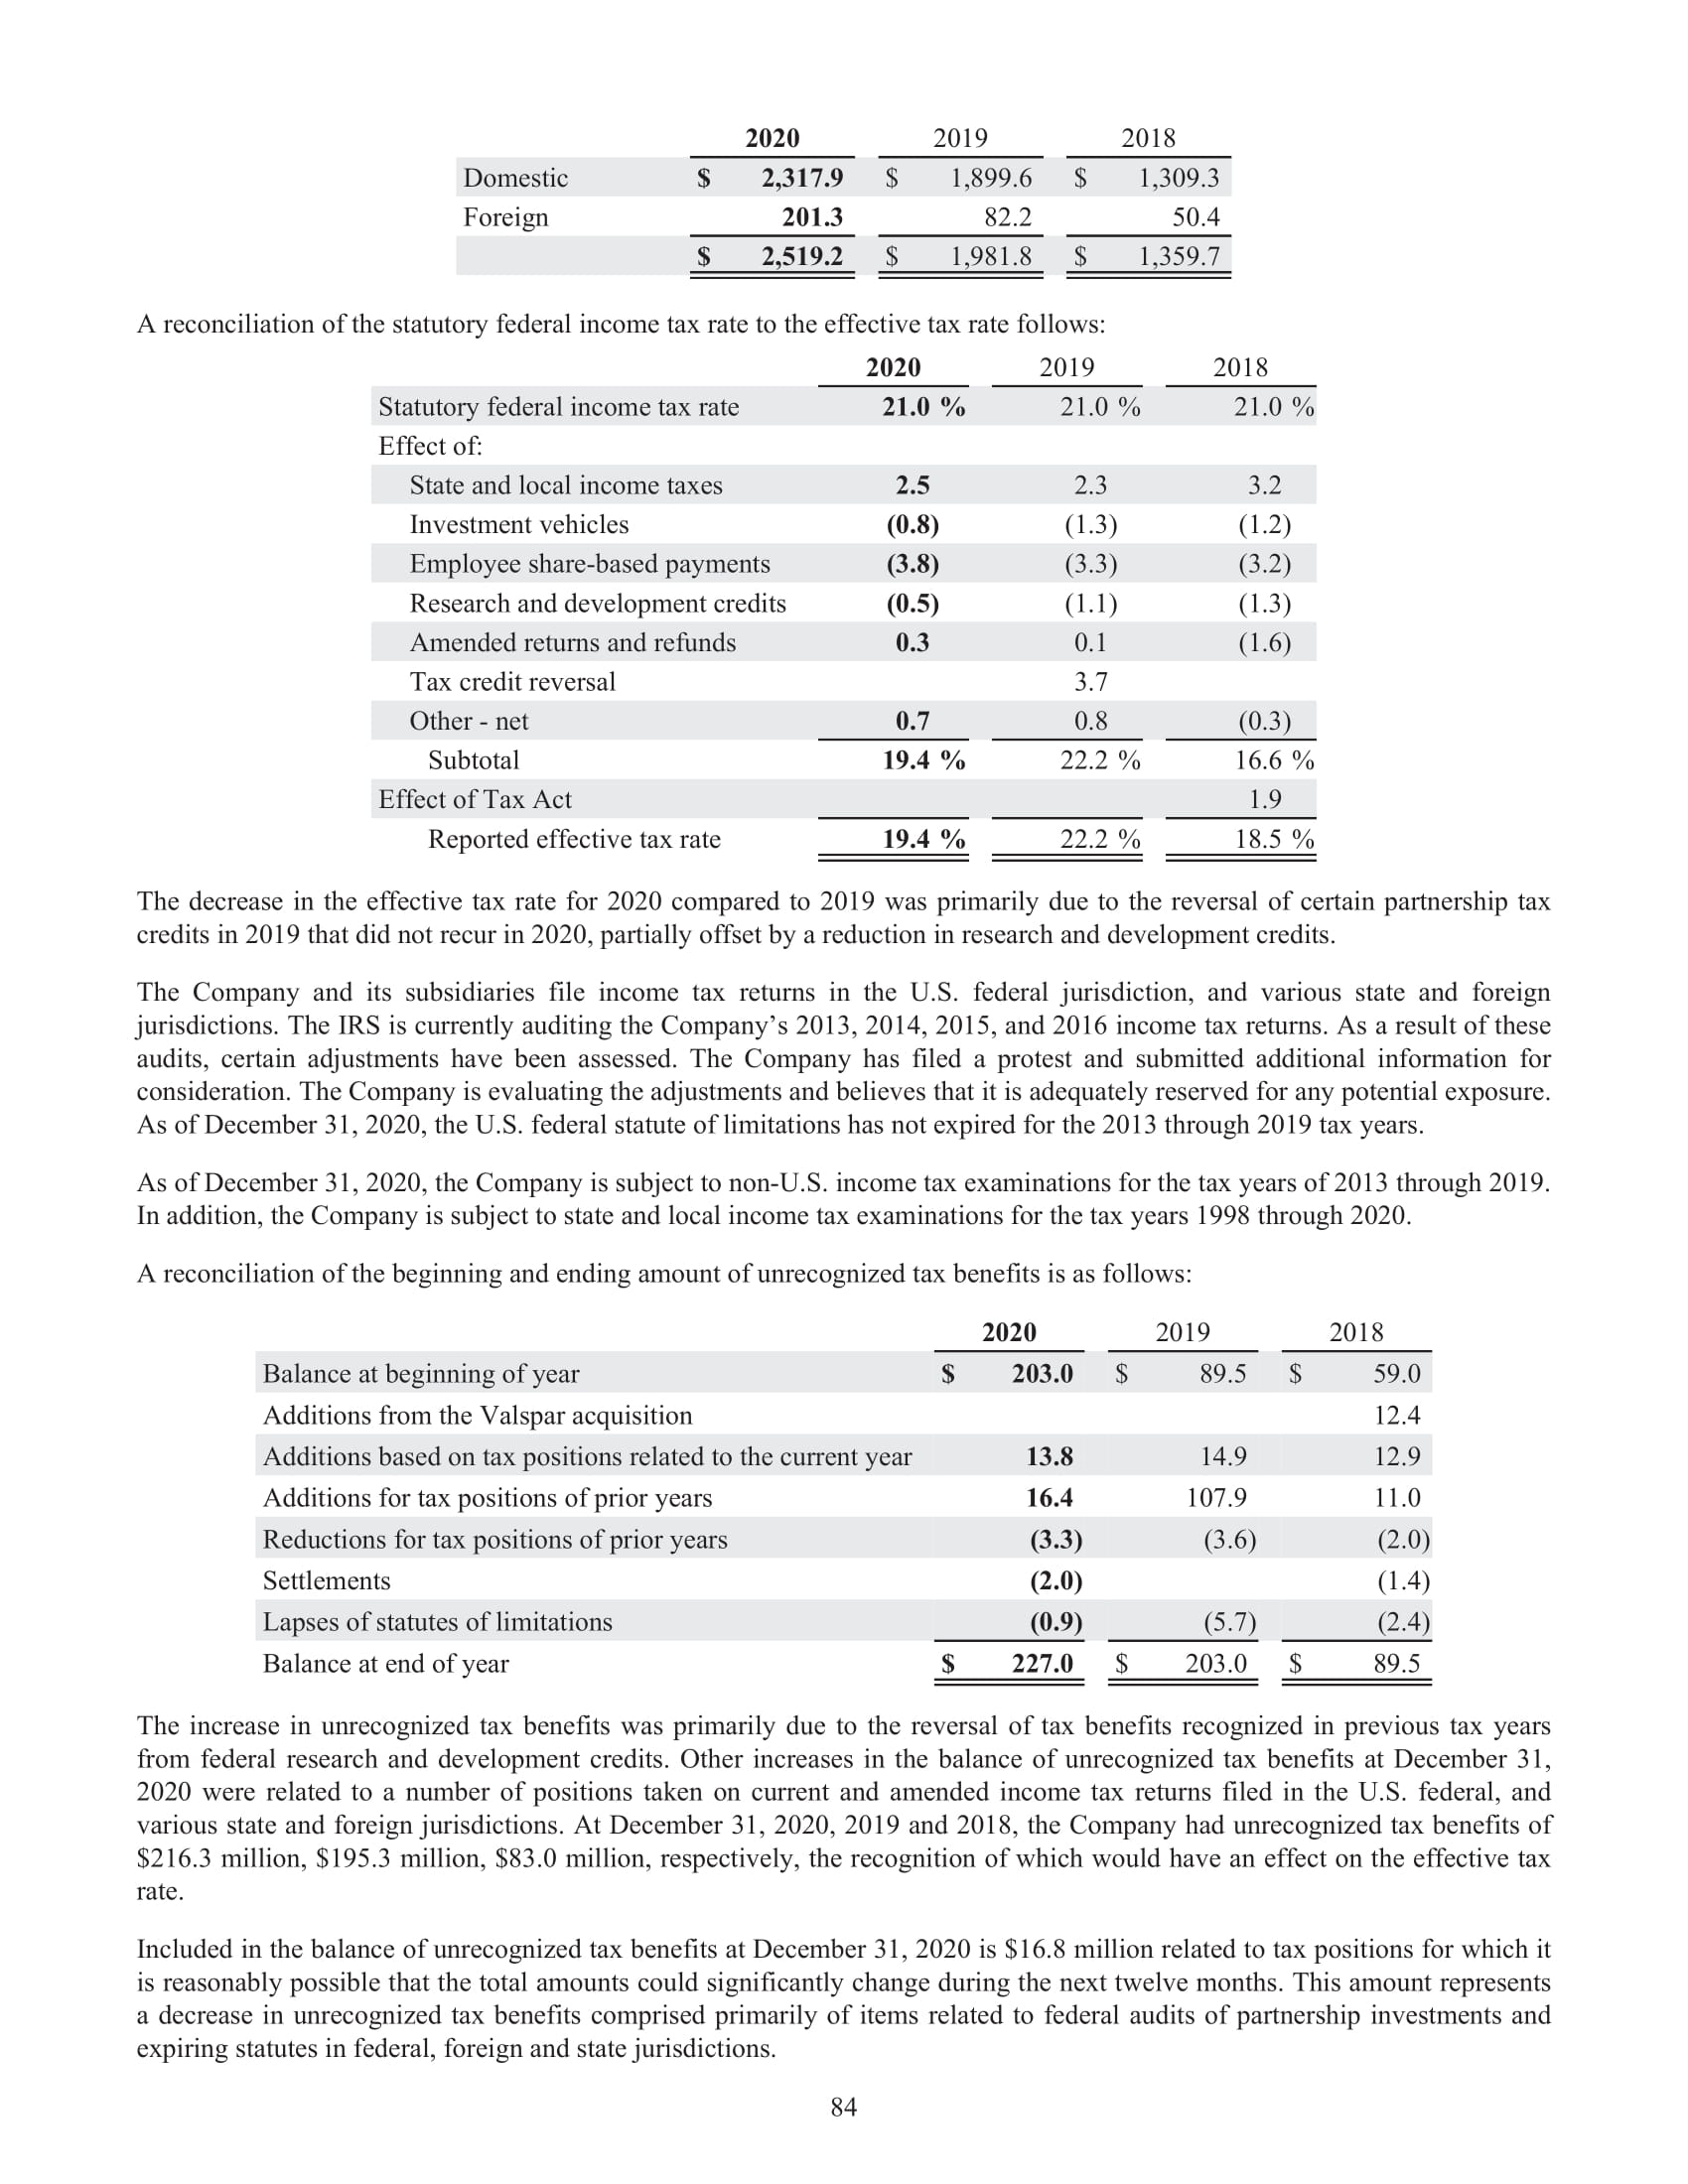 2020 2019 2018
Domestic $ 2,317.9 $ 1,899.6 $ 1,309.3
Foreign 201.3 82.2 50.4
$ 2,519.2 $ 1,981.8 $ 1,359.7
A reconciliation of the statutory federal income tax rate to the effective tax rate follows:
2020 2019 2018
Statutory federal income tax rate 21.0 % 21.0 % 21.0 %
Effect of:
State and local income taxes 2.5 2.3 3.2
Investment vehicles (0.8) (1.3) (1.2)
Employee share-based payments (3.8) (3.3) (3.2)
Research and development credits (0.5) (1.1) (1.3)
Amended returns and refunds 0.3 0.1 (1.6)
Tax credit reversal 3.7
Other - net 0.7 0.8 (0.3)
Subtotal 19.4 % 22.2 % 16.6 %
Effect of Tax Act 1.9
Reported effective tax rate 19.4 % 22.2 % 18.5 %
The decrease in the effective tax rate for 2020 compared to 2019 was primarily due to the reversal of certain partnership tax
credits in 2019 that did not recur in 2020, partially offset by a reduction in research and development credits.
The Company and its subsidiaries file income tax returns in the U.S. federal jurisdiction, and various state and foreign
jurisdictions. The IRS is currently auditing the Company’s 2013, 2014, 2015, and 2016 income tax returns. As a result of these
audits, certain adjustments have been assessed. The Company has filed a protest and submitted additional information for
consideration. The Company is evaluating the adjustments and believes that it is adequately reserved for any potential exposure.
As of December 31, 2020, the U.S. federal statute of limitations has not expired for the 2013 through 2019 tax years.
As of December 31, 2020, the Company is subject to non-U.S. income tax examinations for the tax years of 2013 through 2019.
In addition, the Company is subject to state and local income tax examinations for the tax years 1998 through 2020.
A reconciliation of the beginning and ending amount of unrecognized tax benefits is as follows:
2020 2019 2018
Balance at beginning of year $ 203.0 $ 89.5 $ 59.0
Additions from the Valspar acquisition 12.4
Additions based on tax positions related to the current year 13.8 14.9 12.9
Additions for tax positions of prior years 16.4 107.9 11.0
Reductions for tax positions of prior years (3.3) (3.6) (2.0)
Settlements (2.0) (1.4)
Lapses of statutes of limitations (0.9) (5.7) (2.4)
Balance at end of year $ 227.0 $ 203.0 $ 89.5
The increase in unrecognized tax benefits was primarily due to the reversal of tax benefits recognized in previous tax years
from federal research and development credits. Other increases in the balance of unrecognized tax benefits at December 31,
2020 were related to a number of positions taken on current and amended income tax returns filed in the U.S. federal, and
various state and foreign jurisdictions. At December 31, 2020, 2019 and 2018, the Company had unrecognized tax benefits of
$216.3 million, $195.3 million, $83.0 million, respectively, the recognition of which would have an effect on the effective tax
rate.
Included in the balance of unrecognized tax benefits at December 31, 2020 is $16.8 million related to tax positions for which it
is reasonably possible that the total amounts could significantly change during the next twelve months. This amount represents
a decrease in unrecognized tax benefits comprised primarily of items related to federal audits of partnership investments and
expiring statutes in federal, foreign and state jurisdictions.
84